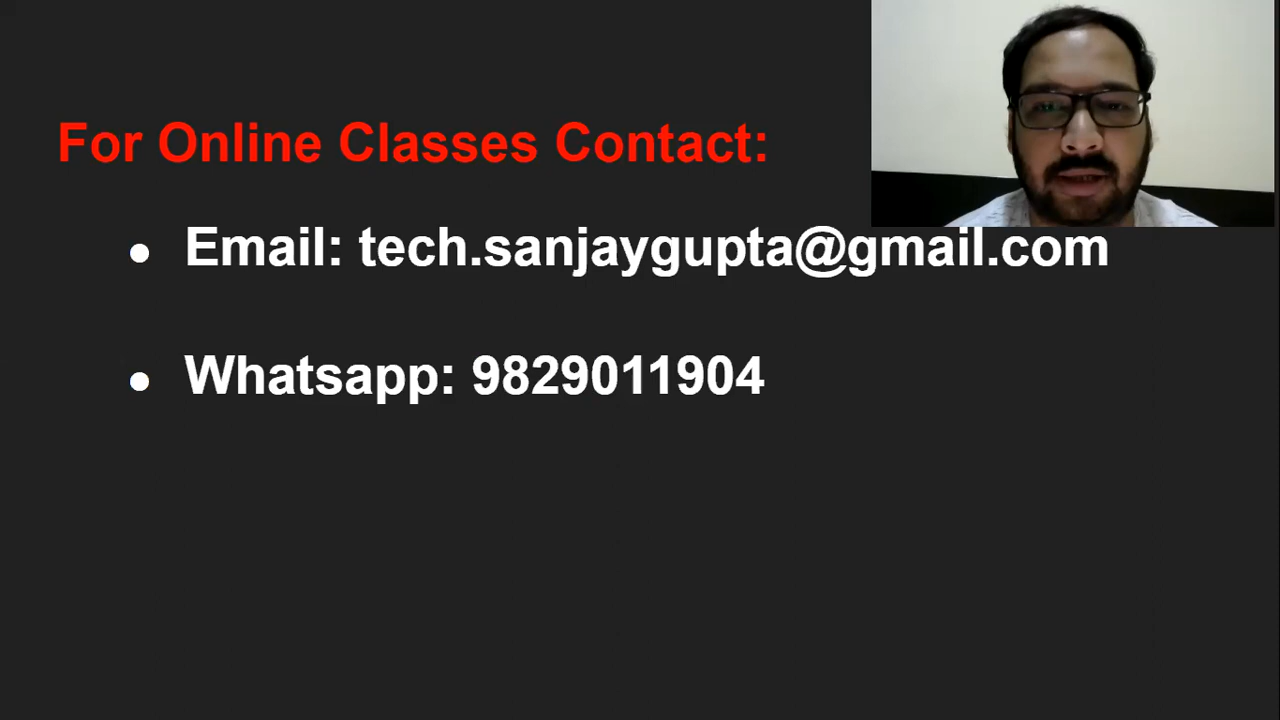 For Online Classes Contact:
● Email: tech.sanjaygupta@gmail.com
● Whatsapp: 9829011904